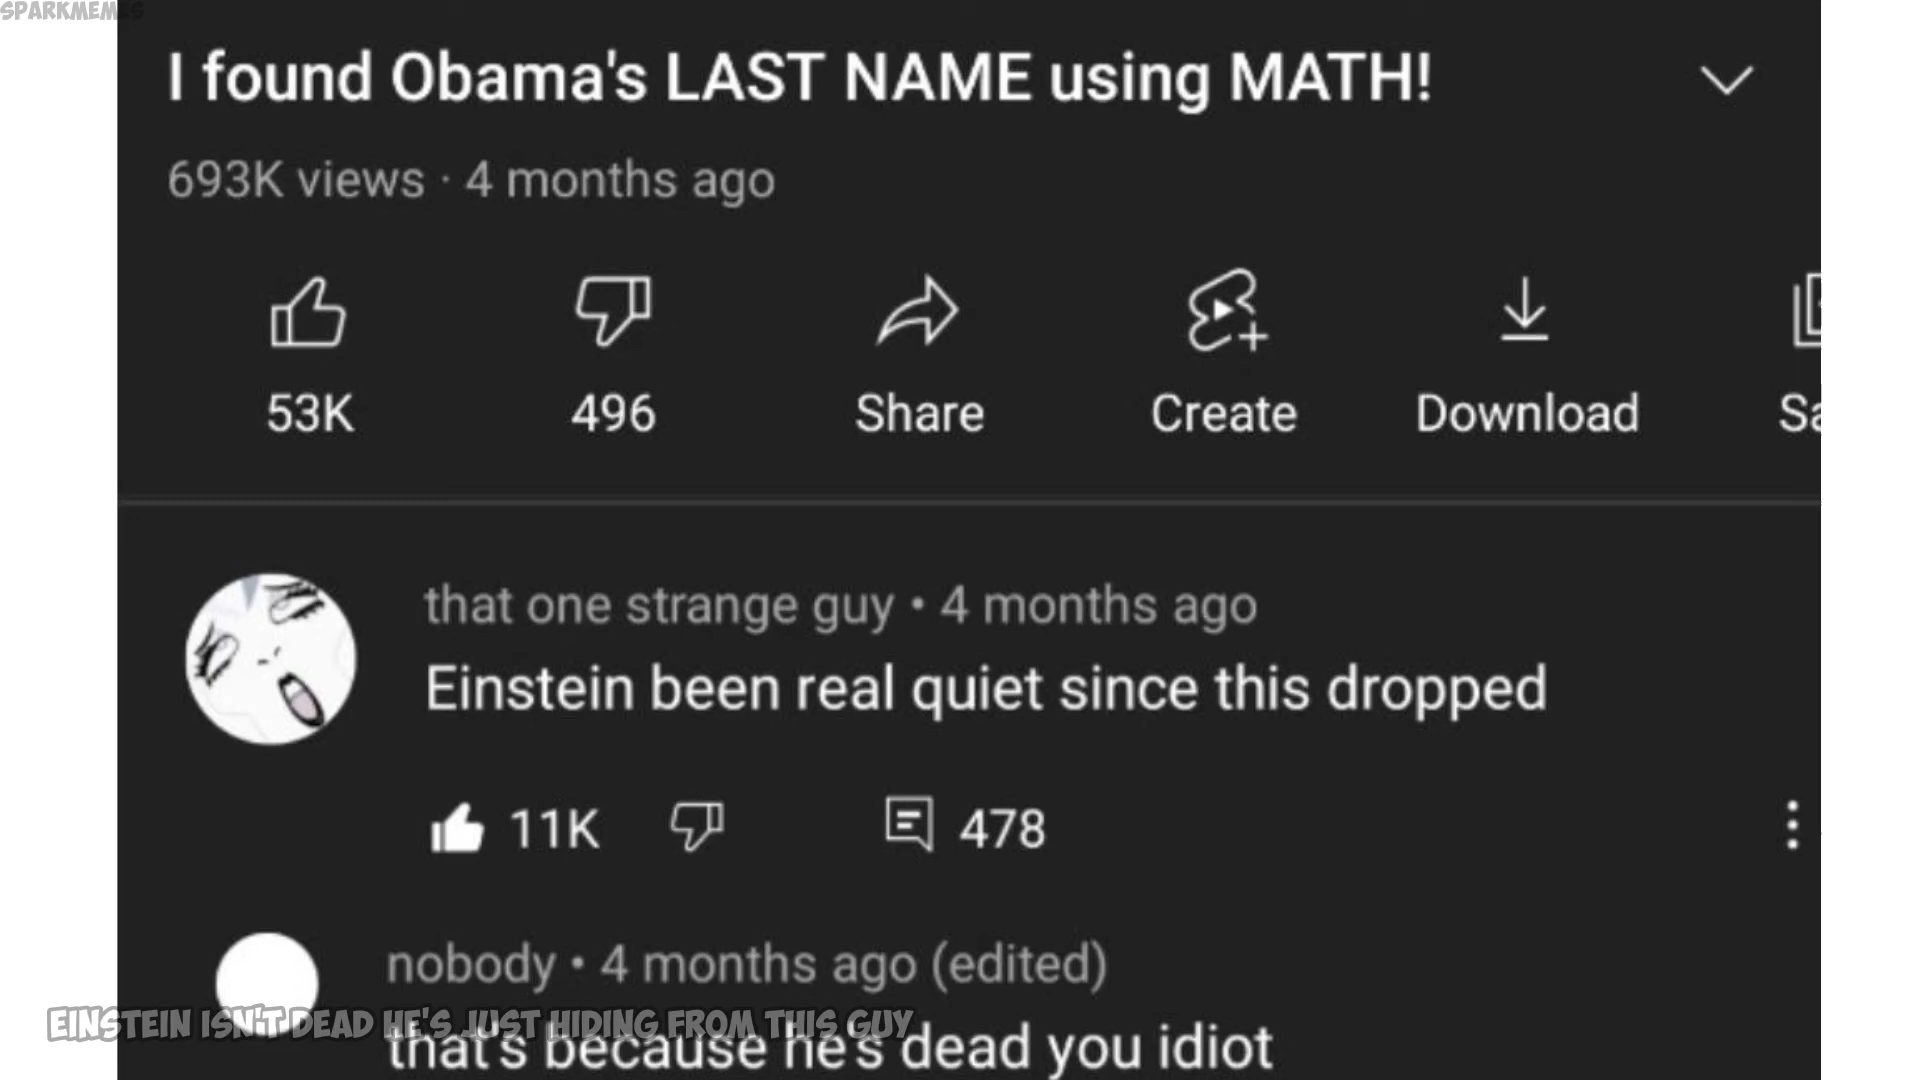 SPARKMEMES
I found Obama's LAST NAME using MATH!
693K views · 4 months ago
53K 496 Share Create Download Sa
that one strange guy • 4 months ago
Einstein been real quiet since this dropped
11K 478
nobody • 4 months ago (edited)
EINSTEIN ISN'T DEAD HE'S JUST HIDING FROM THIS GUY
that's because he's dead you idiot